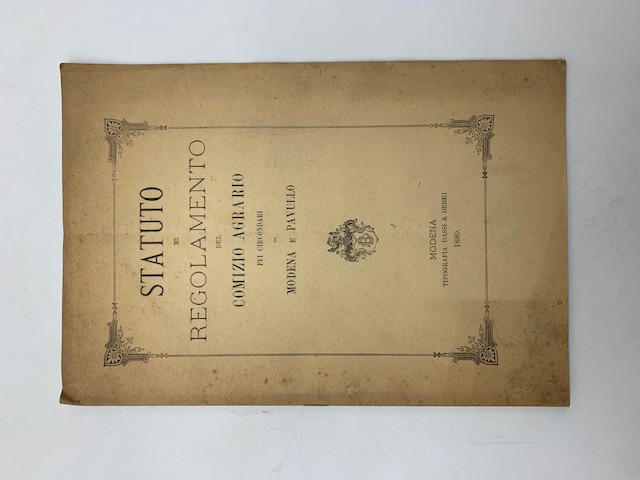 STATUTO
E
REGOLAMENTO
DEL
COMIZIO AGRARIO
PEI CIRCONDARI
DI
MODENA E PAVULLO
MODENA
TIPOGRAFIA BASSI & DEBRI
1889.